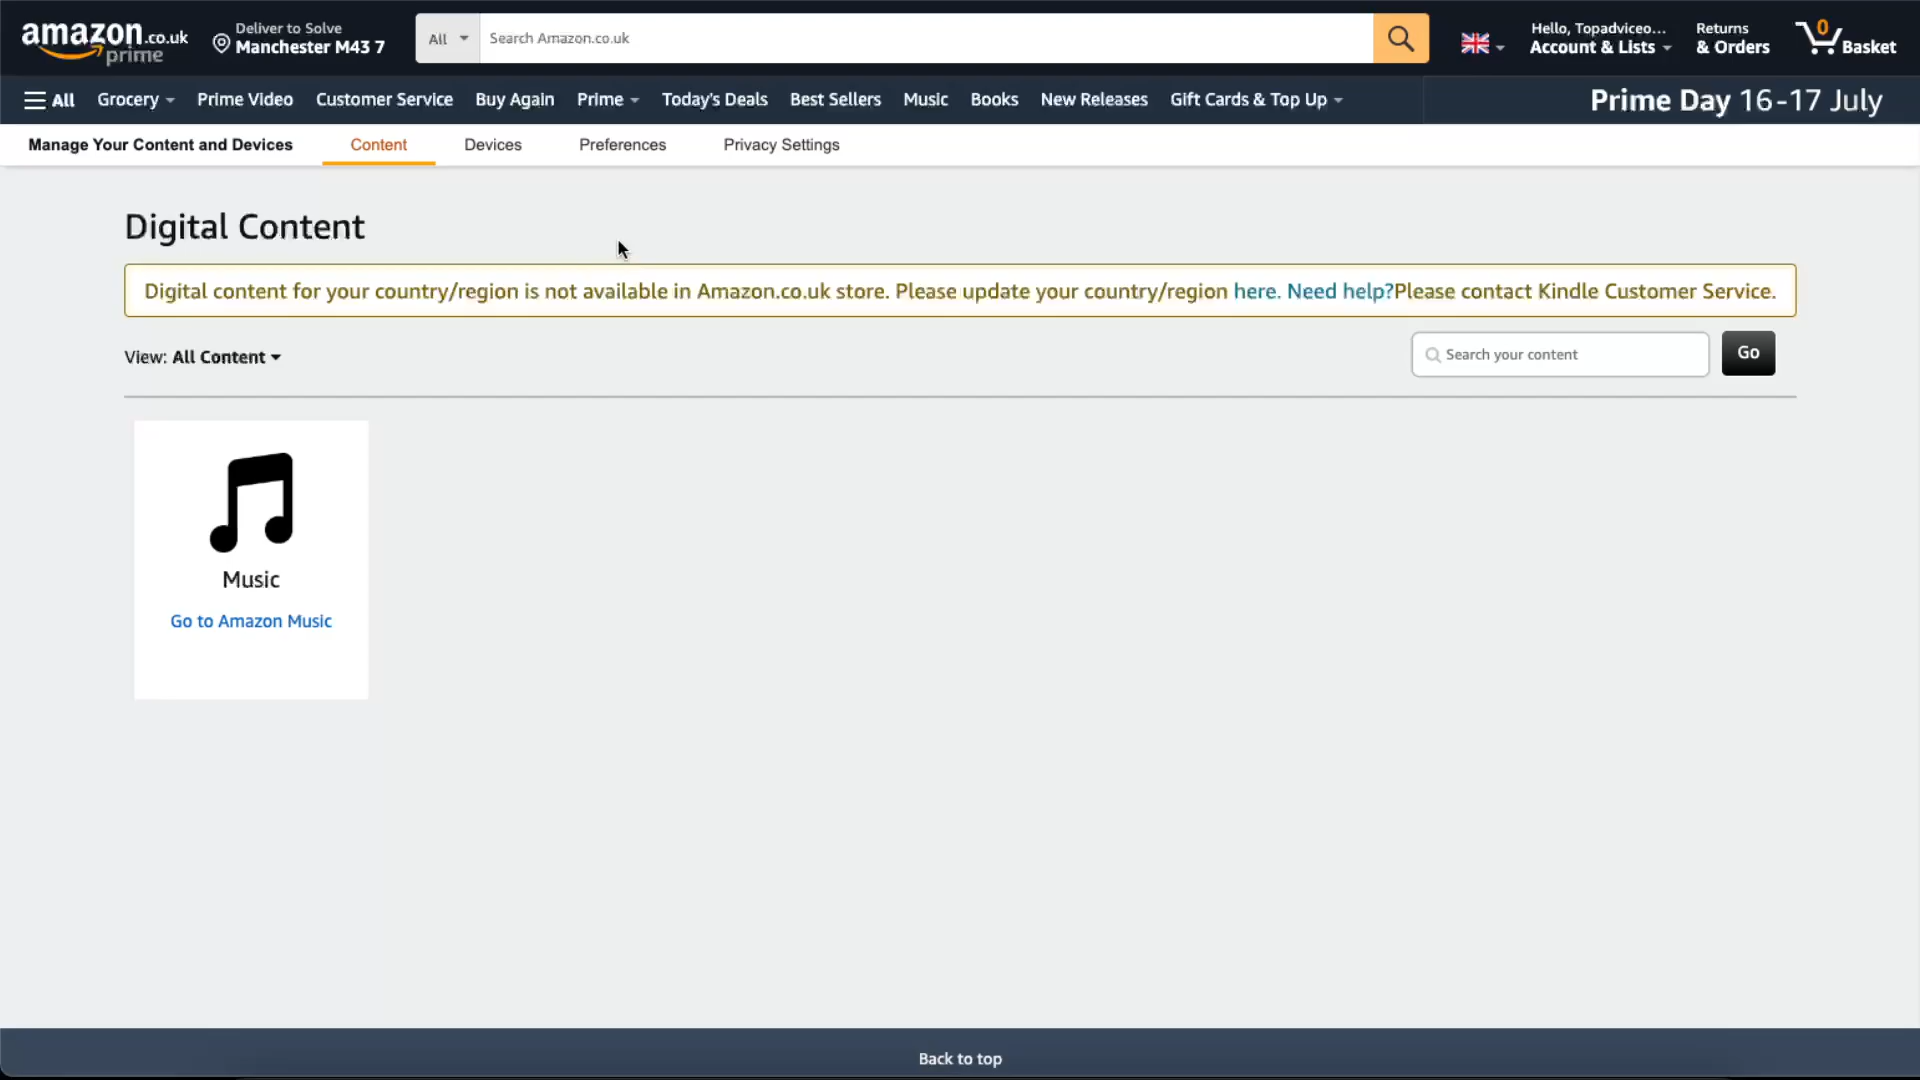 amazon.co.uk
prime
Deliver to Solve
Manchester M43 7
All
Search Amazon.co.uk
Hello, Topadviceo...
Account & Lists
Returns
& Orders
0
Basket
All
Grocery
Prime Video
Customer Service
Buy Again
Prime
Today's Deals
Best Sellers
Music
Books
New Releases
Gift Cards & Top Up
Prime Day 16-17 July
Manage Your Content and Devices
Content
Devices
Preferences
Privacy Settings
Digital Content
Digital content for your country/region is not available in Amazon.co.uk store. Please update your country/region here. Need help?Please contact Kindle Customer Service.
View: All Content
Search your content
Go
Music
Go to Amazon Music
Back to top